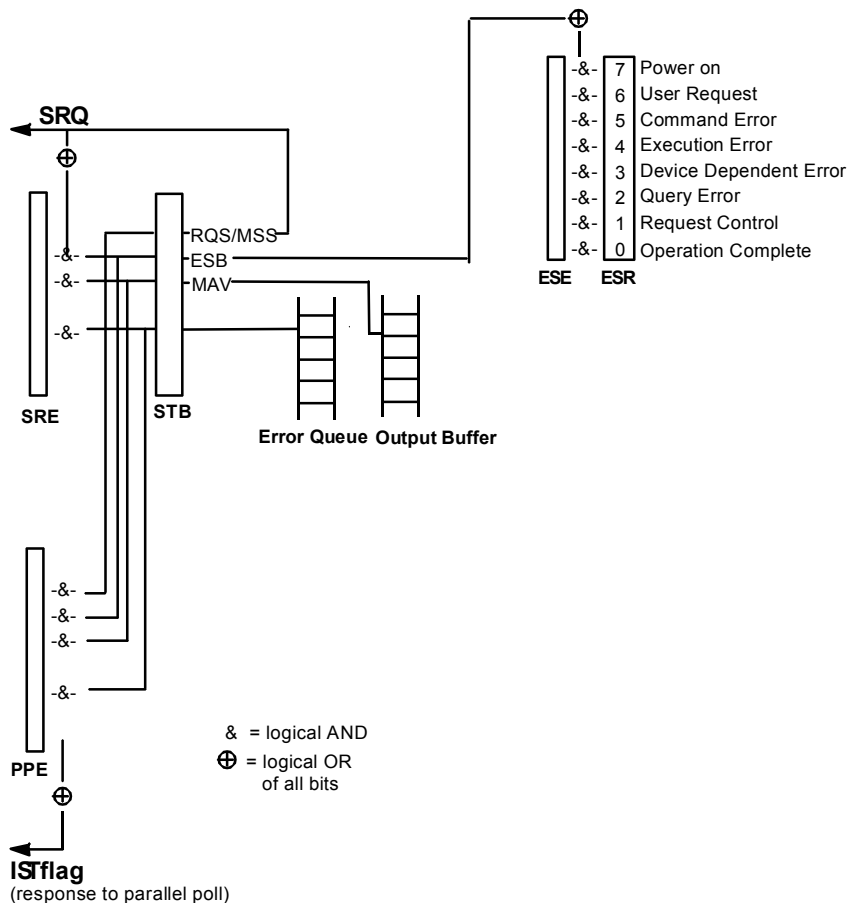 -&- 7 Power on
-&- 6 User Request
-&- 5 Command Error
-&- 4 Execution Error
-&- 3 Device Dependent Error
-&- 2 Query Error
-&- 1 Request Control
-&- 0 Operation Complete
ESE ESR
SRQ
RQS/MSS
-&- ESB
-&- MAV
-&-
SRE STB
Error Queue Output Buffer
-&-
-&-
-&-
-&-
PPE
& = logical AND
⊕ = logical OR
of all bits
ISTflag
(response to parallel poll)